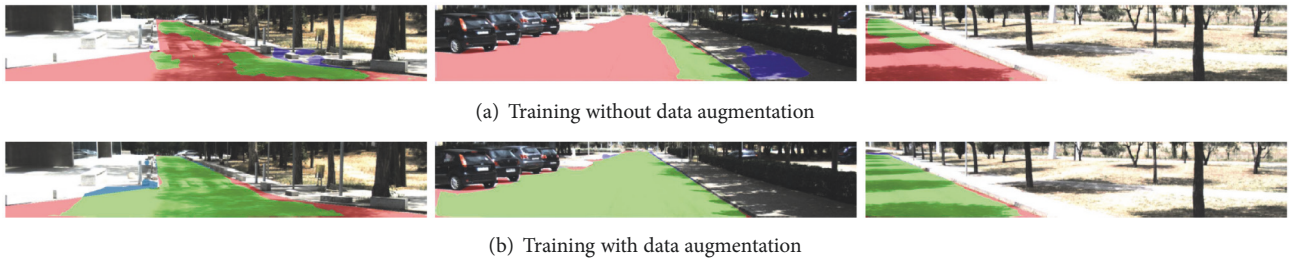 (a) Training without data augmentation
(b) Training with data augmentation